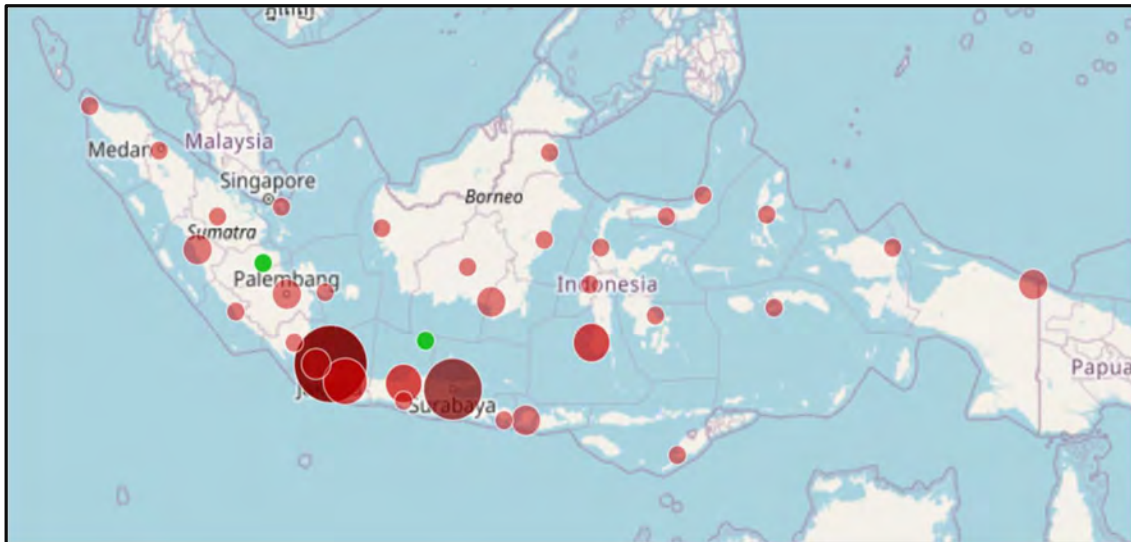 Medan
Malaysia
Singapore
Borneo
Sumatra
Palembang
Indonesia
Papua
Surabaya